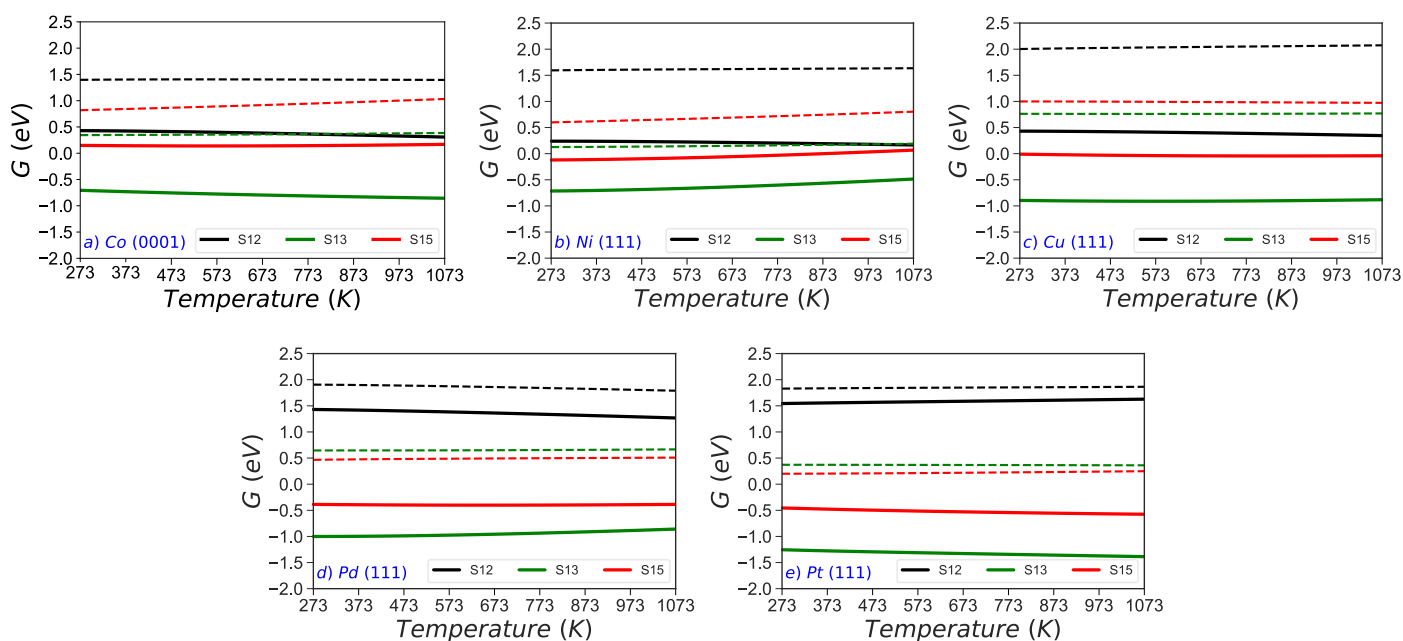 2.5
2.0
1.5
1.0
0.5
0.0
−0.5
−1.0
−1.5
−2.0
G (eV)
a) Co (0001)
S12 S13 S15
273 373 473 573 673 773 873 973 1073
Temperature (K)
2.5
2.0
1.5
1.0
0.5
0.0
−0.5
−1.0
−1.5
−2.0
G (eV)
b) Ni (111)
S12 S13 S15
273 373 473 573 673 773 873 973 1073
Temperature (K)
2.5
2.0
1.5
1.0
0.5
0.0
−0.5
−1.0
−1.5
−2.0
G (eV)
c) Cu (111)
S12 S13 S15
273 373 473 573 673 773 873 973 1073
Temperature (K)
2.5
2.0
1.5
1.0
0.5
0.0
−0.5
−1.0
−1.5
−2.0
G (eV)
d) Pd (111)
S12 S13 S15
273 373 473 573 673 773 873 973 1073
Temperature (K)
2.5
2.0
1.5
1.0
0.5
0.0
−0.5
−1.0
−1.5
−2.0
G (eV)
e) Pt (111)
S12 S13 S15
273 373 473 573 673 773 873 973 1073
Temperature (K)